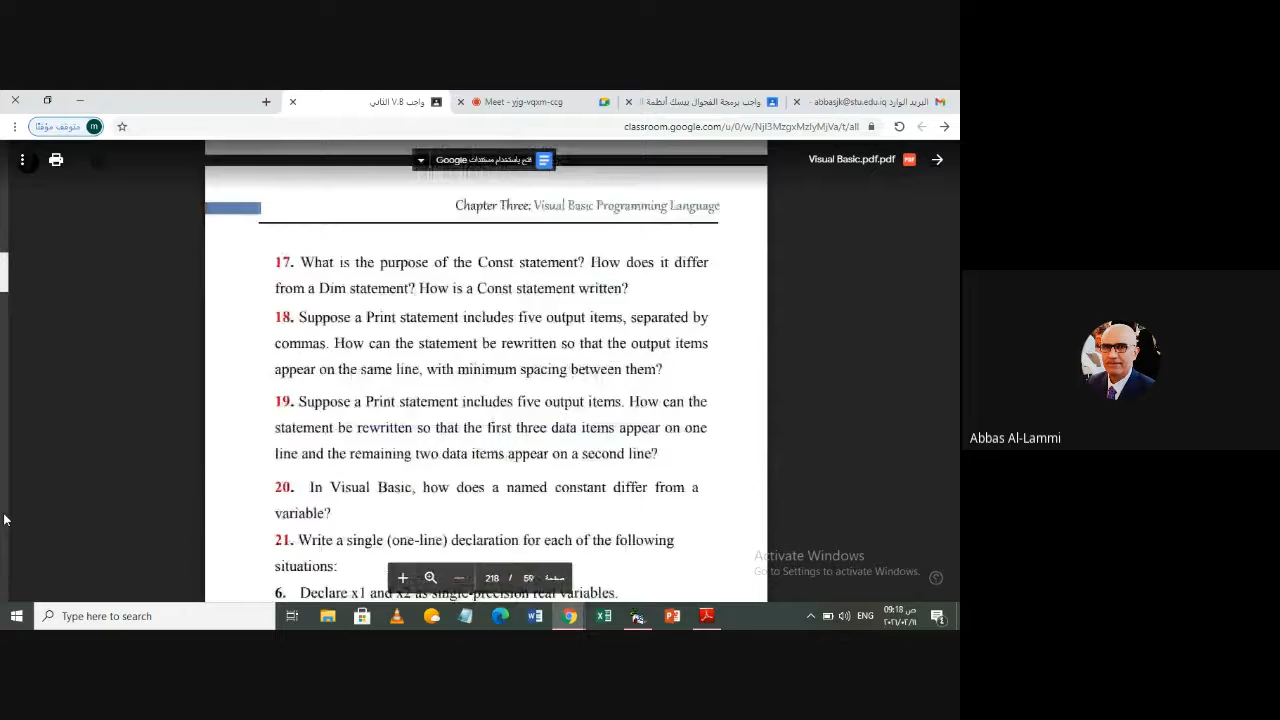 واجب V.B الثاني
Meet - yjg-vqxm-ccg
واجب برمجة الفجوال بيسك أنظمة ال
البريد الوارد - abbasjk@stu.edu.iq
متوقف مؤقتًا
m
classroom.google.com/u/0/w/NjI3MzgxMzIyMjVa/t/all
فتح باستخدام مستندات Google
Visual Basic.pdf.pdf
PDF
Chapter Three: Visual Basic Programming Language
17. What is the purpose of the Const statement? How does it differ
from a Dim statement? How is a Const statement written?
18. Suppose a Print statement includes five output items, separated by
commas. How can the statement be rewritten so that the output items
appear on the same line, with minimum spacing between them?
19. Suppose a Print statement includes five output items. How can the
statement be rewritten so that the first three data items appear on one
line and the remaining two data items appear on a second line?
20. In Visual Basic, how does a named constant differ from a
variable?
21. Write a single (one-line) declaration for each of the following
situations:
6. Declare x1 and x2 as single-precision real variables.
صفحة 59 / 218
Activate Windows
Go to Settings to activate Windows.
Abbas Al-Lammi
Type here to search
ENG
09:18 ص